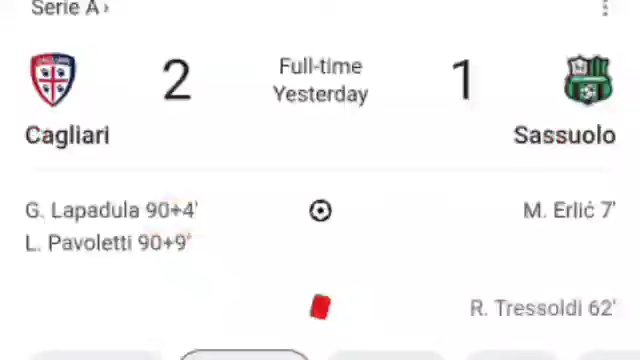 Serie A ›
2 Full-time 1
Yesterday
Cagliari Sassuolo
G. Lapadula 90+4' M. Erlić 7'
L. Pavoletti 90+9'
R. Tressoldi 62'